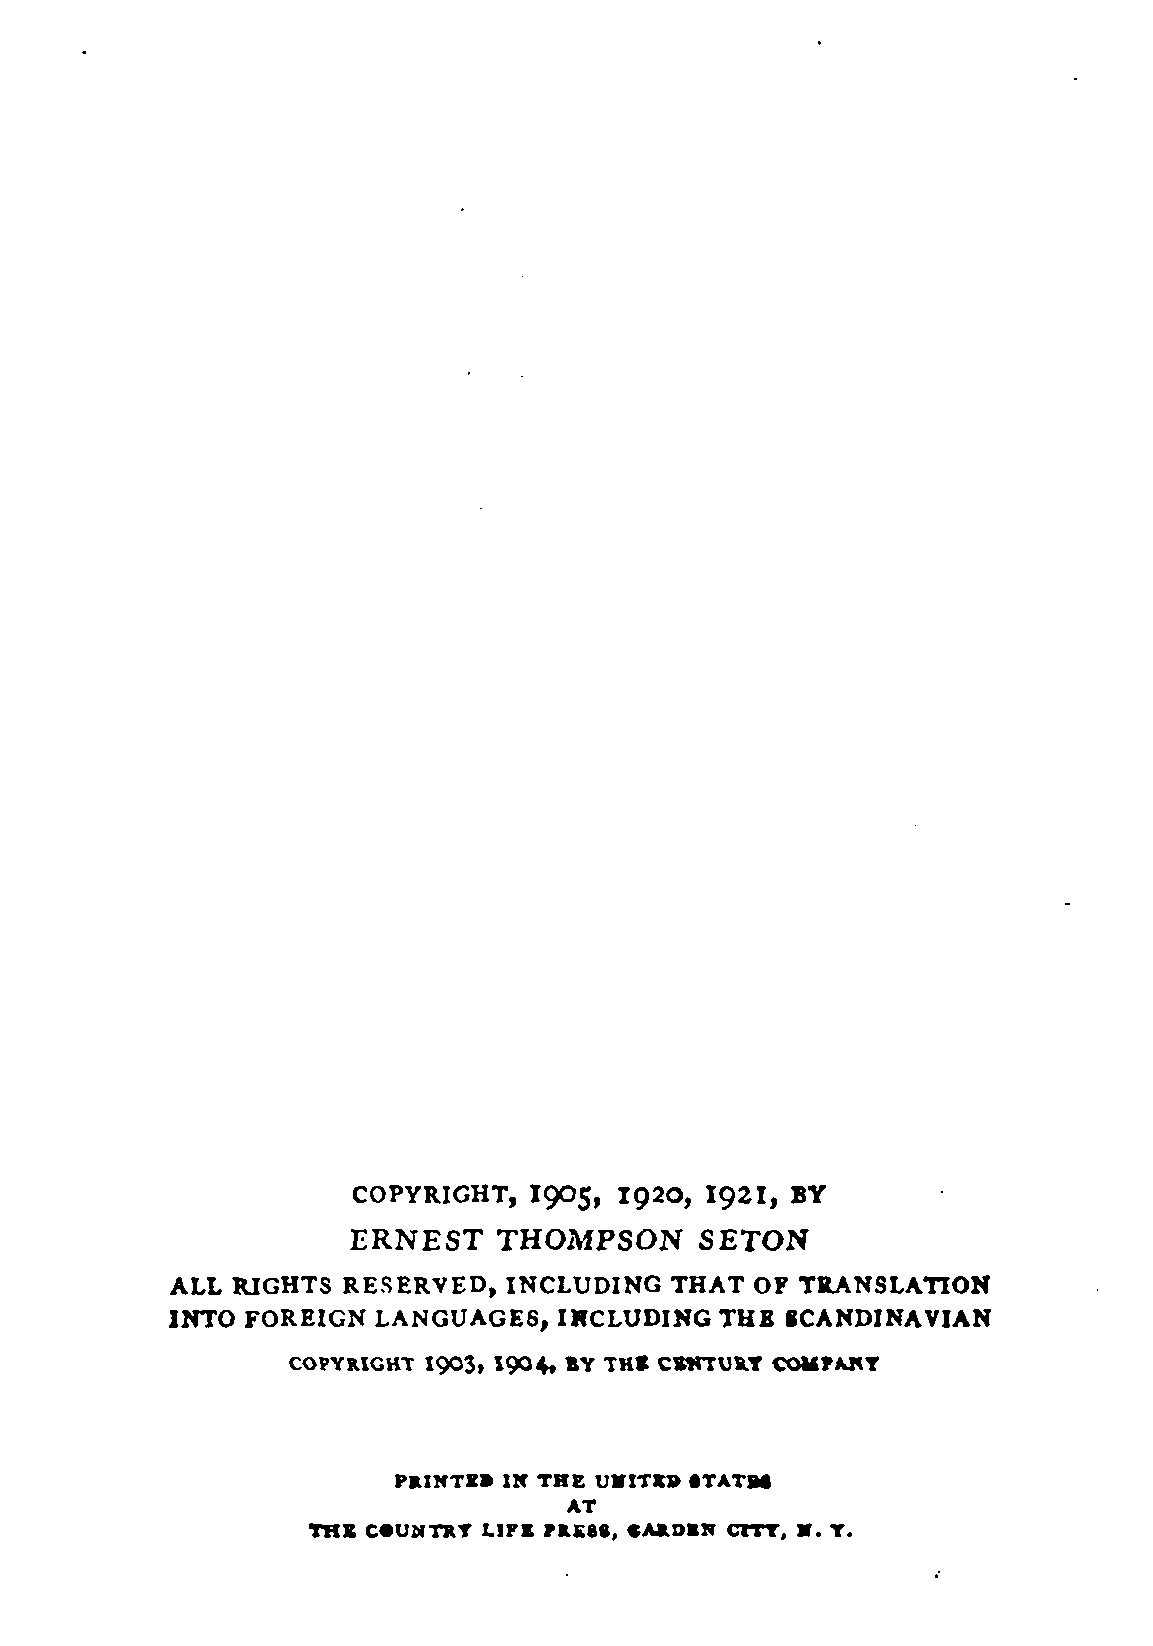 COPYRIGHT, 1905, 1920, 1921, BY
ERNEST THOMPSON SETON
ALL RIGHTS RESERVED, INCLUDING THAT OF TRANSLATION
INTO FOREIGN LANGUAGES, INCLUDING THE SCANDINAVIAN
COPYRIGHT 1903, 1904, BY THE CENTURY COMPANY
PRINTED IN THE UNITED STATES
AT
THE COUNTRY LIFE PRESS, GARDEN CITY, N. Y.